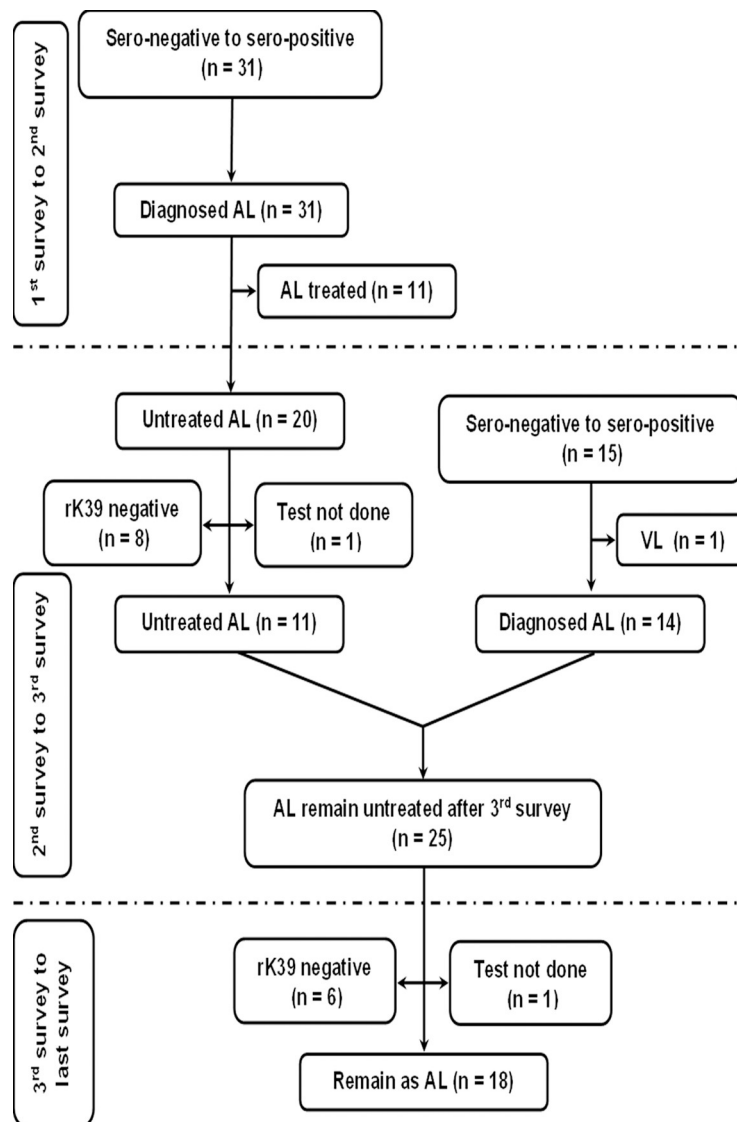 1st survey to 2nd survey
Sero-negative to sero-positive
(n = 31)
Diagnosed AL (n = 31)
AL treated (n = 11)
2nd survey to 3rd survey
Untreated AL (n = 20)
Sero-negative to sero-positive
(n = 15)
rK39 negative
(n = 8)
Test not done
(n = 1)
VL (n = 1)
Untreated AL (n = 11)
Diagnosed AL (n = 14)
AL remain untreated after 3rd survey
(n = 25)
3rd survey to
last survey
rK39 negative
(n = 6)
Test not done
(n = 1)
Remain as AL (n = 18)